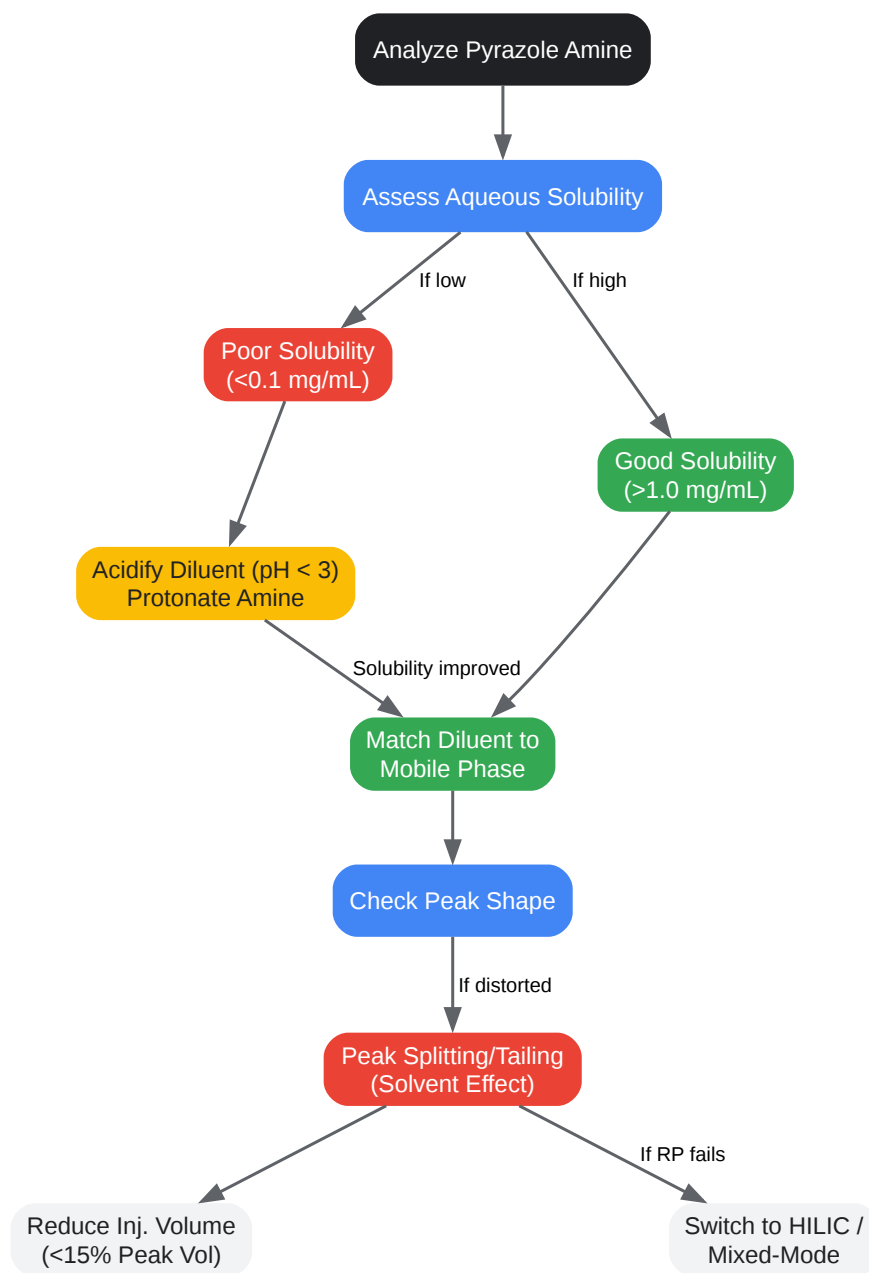 Analyze Pyrazole Amine
Assess Aqueous Solubility
If low
If high
Poor Solubility
(<0.1 mg/mL)
Good Solubility
(>1.0 mg/mL)
Acidify Diluent (pH < 3)
Protonate Amine
Solubility improved
Match Diluent to
Mobile Phase
Check Peak Shape
If distorted
Peak Splitting/Tailing
(Solvent Effect)
If RP fails
Reduce Inj. Volume
(<15% Peak Vol)
Switch to HILIC /
Mixed-Mode